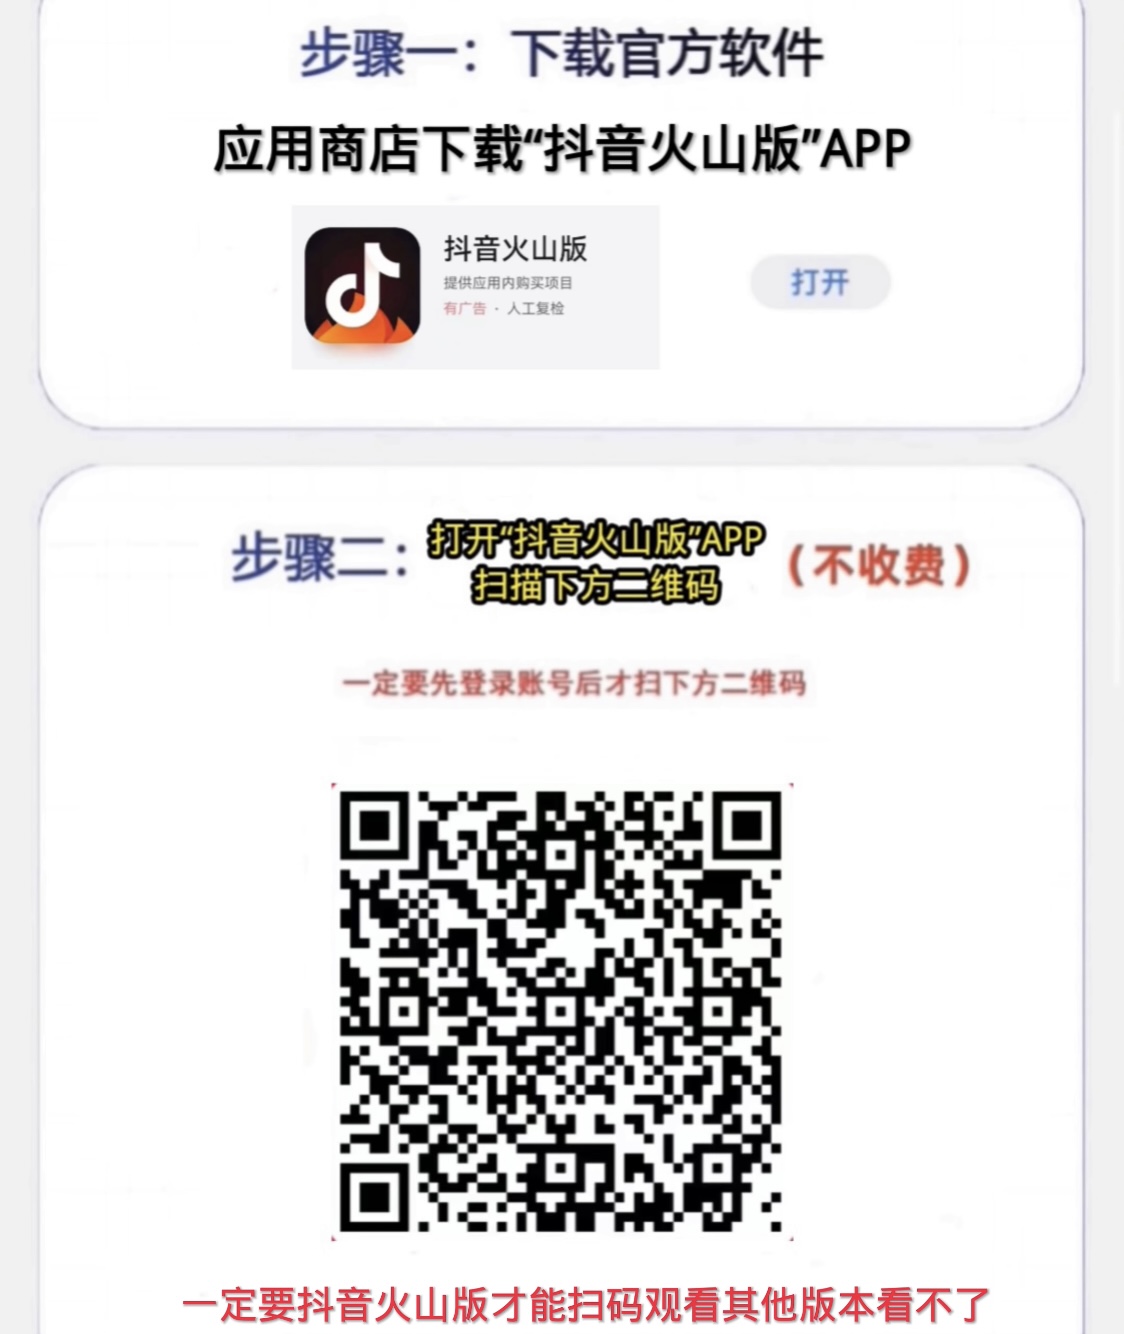 步骤一：下载官方软件
应用商店下载“抖音火山版”APP
抖音火山版
提供应用内购买项目
有广告 · 人工复检
打开
步骤二：打开“抖音火山版”APP
扫描下方二维码
（不收费）
一定要先登录账号后才扫下方二维码
一定要抖音火山版才能扫码观看其他版本看不了